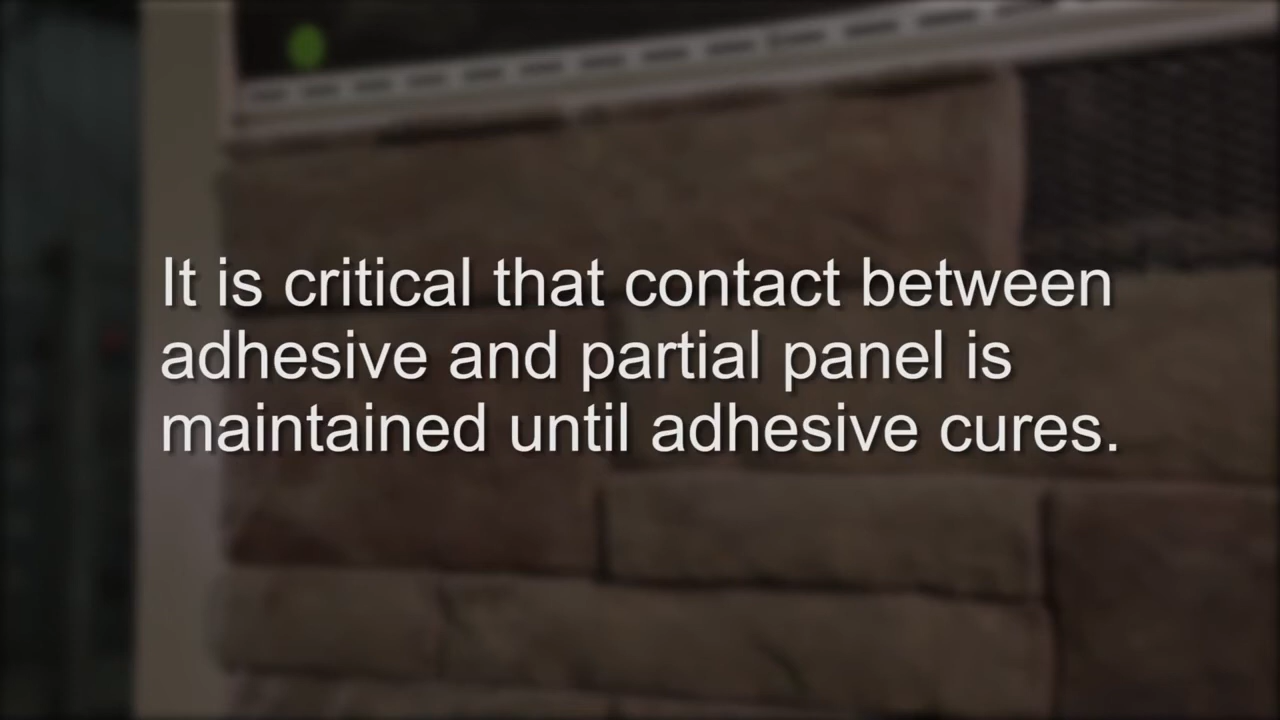 It is critical that contact between
adhesive and partial panel is
maintained until adhesive cures.